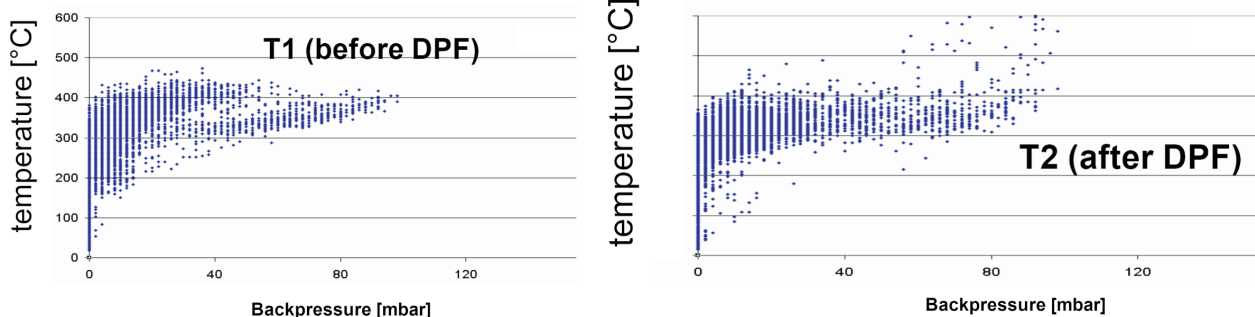 temperature [°C]
600
500
400
300
200
100
0
T1 (before DPF)
0 40 80 120
Backpressure [mbar]
temperature [°C]
T2 (after DPF)
0 40 80 120
Backpressure [mbar]